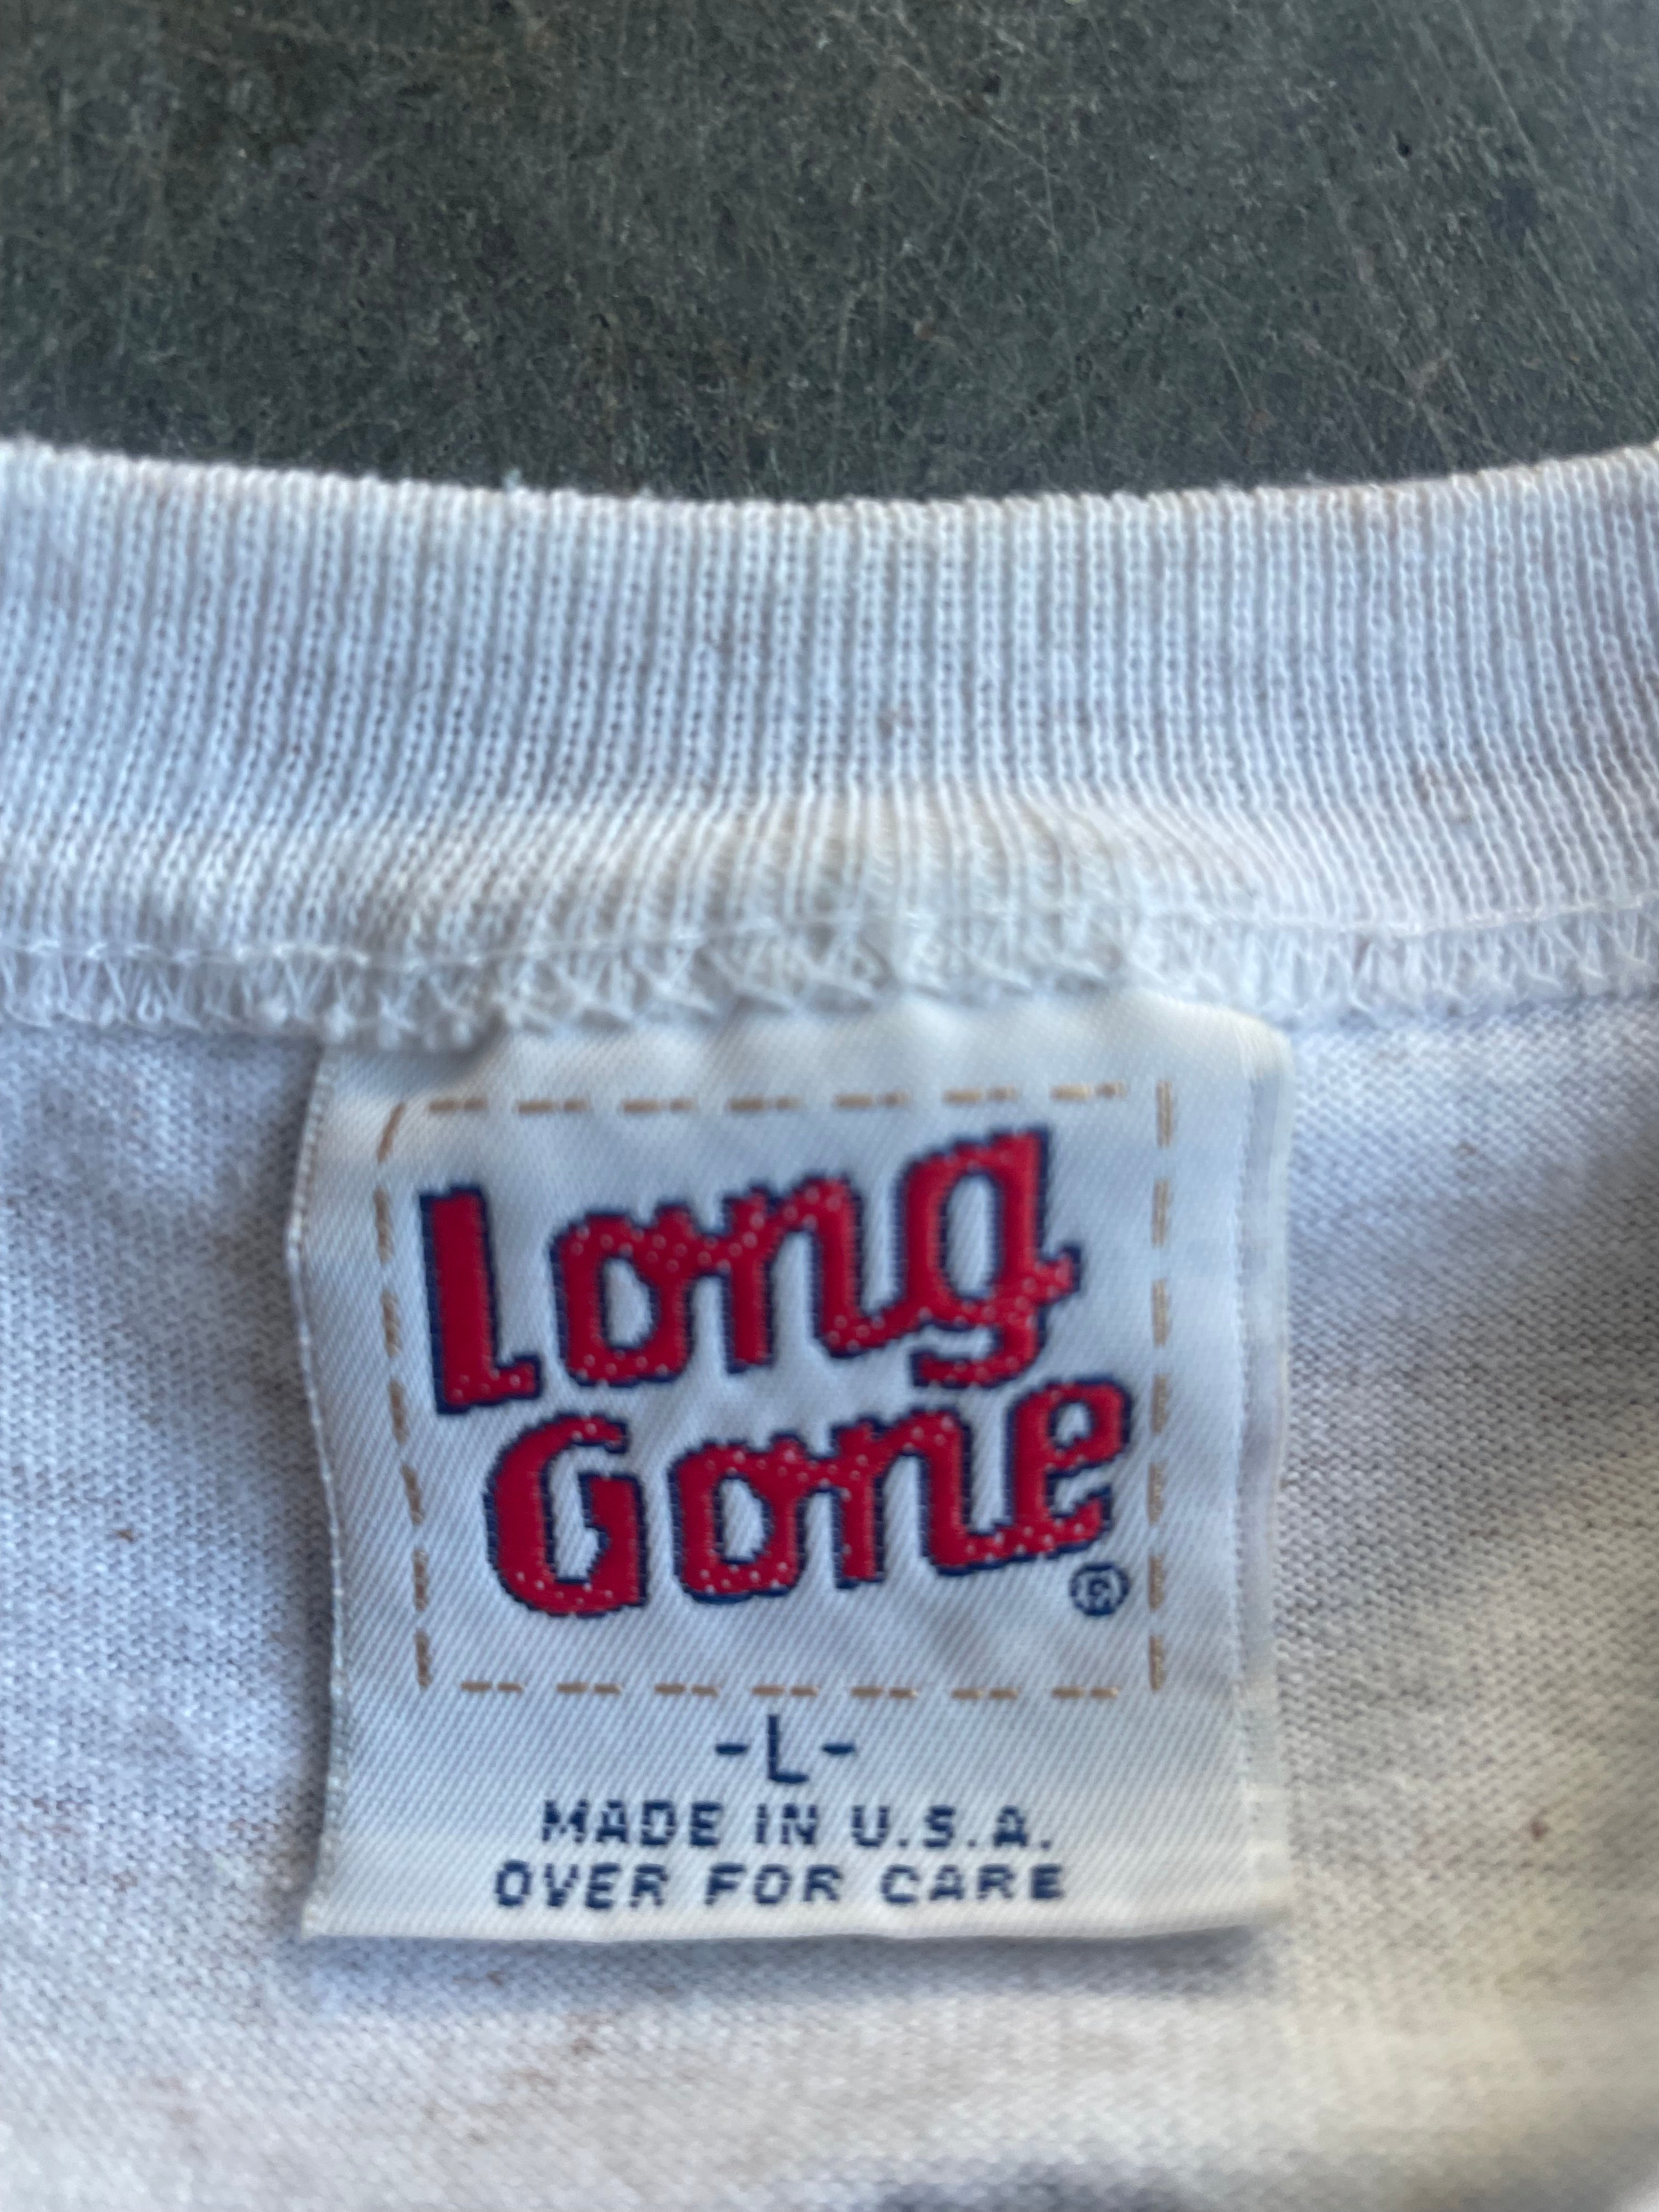 Long
Gone
®
-L-
MADE IN U.S.A.
OVER FOR CARE